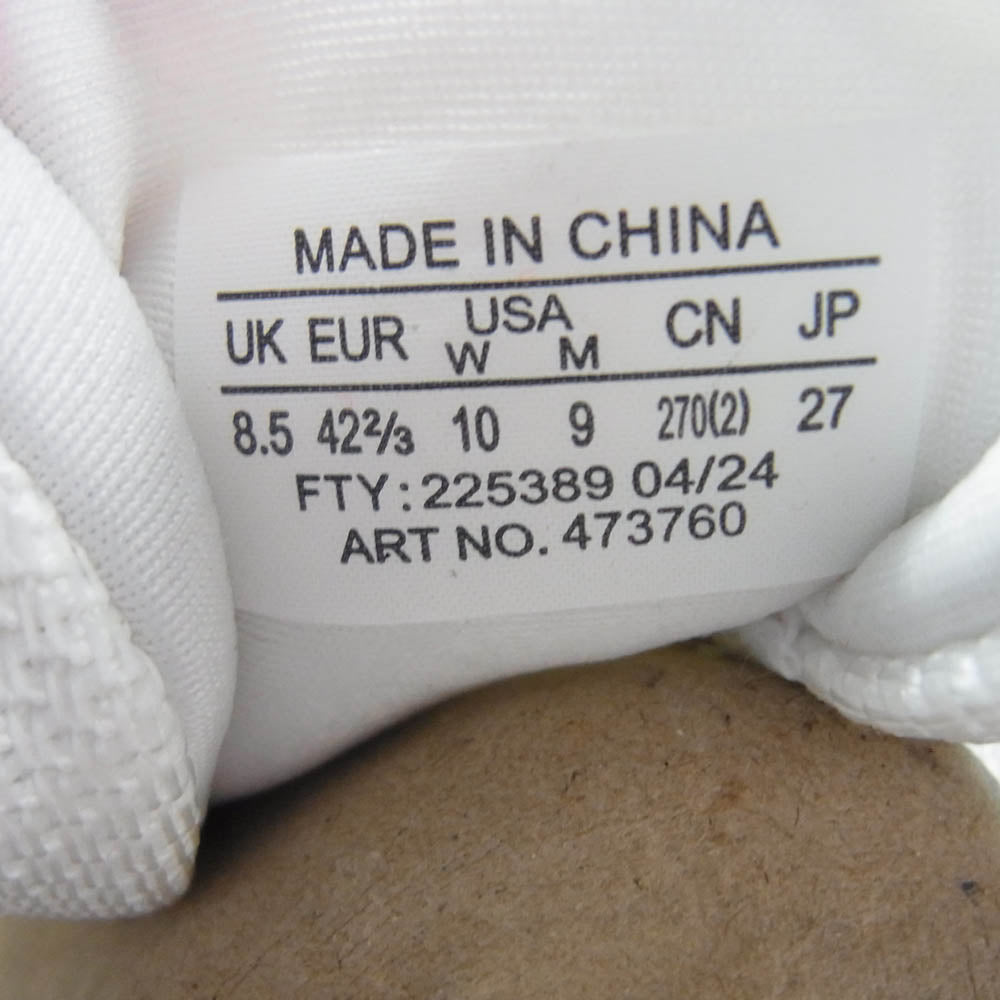 MADE IN CHINA
UK EUR USA W M CN JP
8.5 42⅔ 10 9 270(2) 27
FTY: 225389 04/24
ART NO. 473760